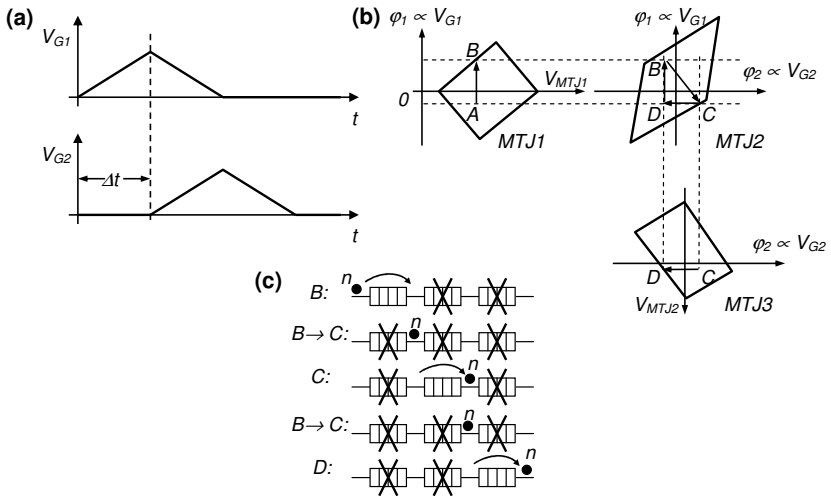 (a)
V_G1
t
V_G2
Δt
t
(b)
φ1 ∝ V_G1
B
V_MTJ1
0
A
MTJ1
φ1 ∝ V_G1
φ2 ∝ V_G2
B
D
C
MTJ2
φ2 ∝ V_G2
D
C
V_MTJ2
MTJ3
(c)
B: n
B→ C: n
C: n
B→ C: n
D: n